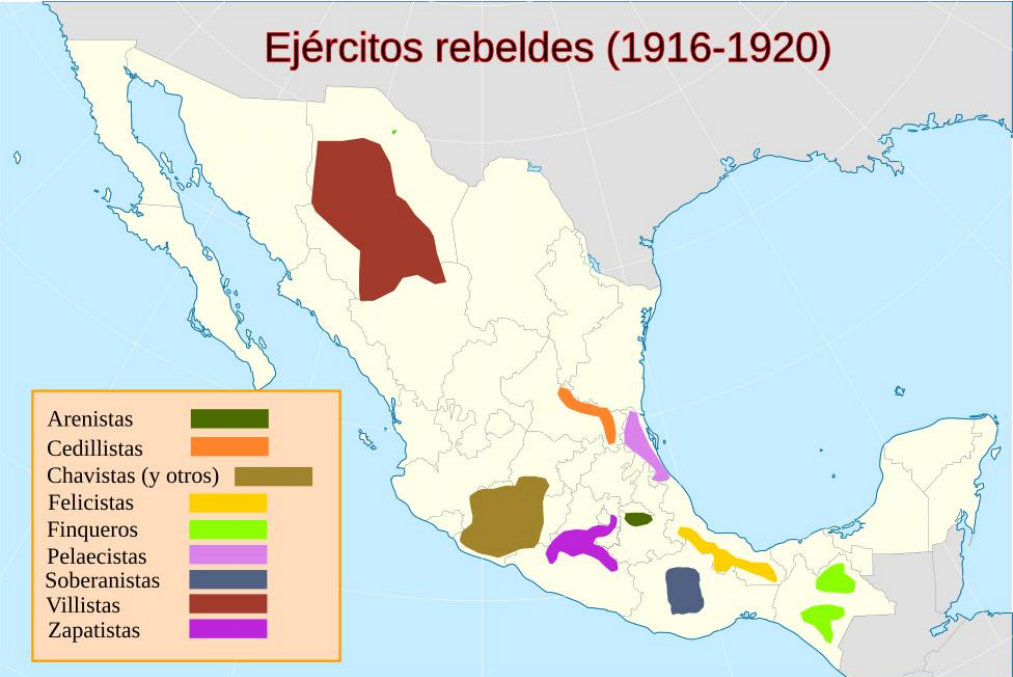 Ejércitos rebeldes (1916-1920)
Arenistas
Cedillistas
Chavistas (y otros)
Felicistas
Finqueros
Pelaecistas
Soberanistas
Villistas
Zapatistas